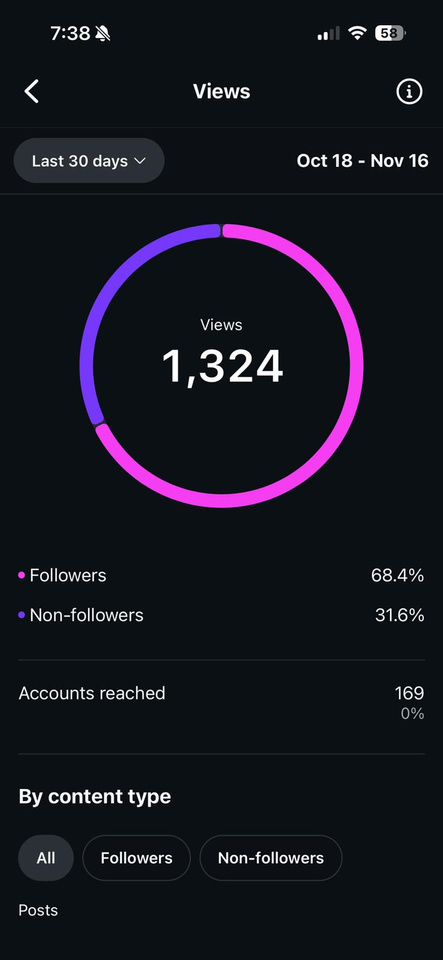 7:38
58
Views
Last 30 days
Oct 18 - Nov 16
Views
1,324
Followers
68.4%
Non-followers
31.6%
Accounts reached
169
0%
By content type
All
Followers
Non-followers
Posts